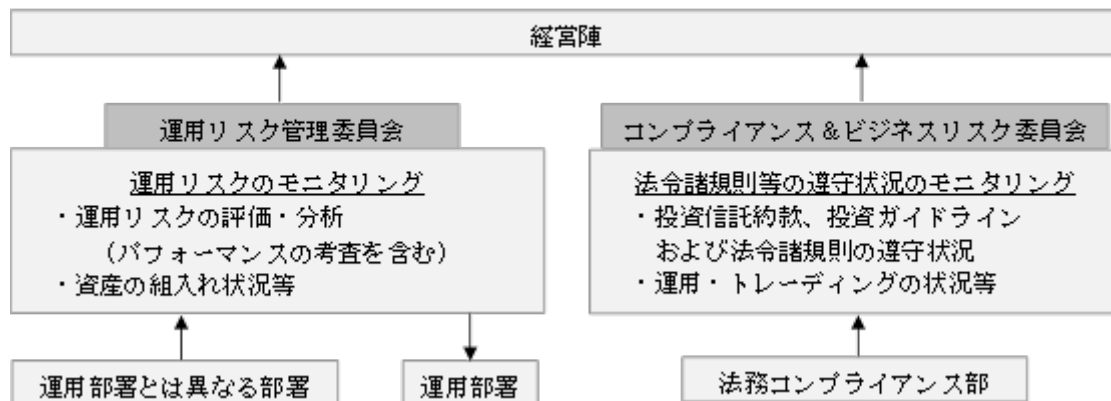 経営陣
運用リスク管理委員会
運用リスクのモニタリング
・運用リスクの評価・分析
（パフォーマンスの考査を含む）
・資産の組入れ状況等
運用部署とは異なる部署
運用部署
コンプライアンス＆ビジネスリスク委員会
法令諸規則等の遵守状況のモニタリング
・投資信託約款、投資ガイドライン
および法令諸規則の遵守状況
・運用・トレーディングの状況等
法務コンプライアンス部